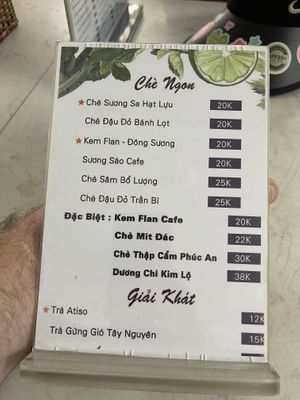 Chè Ngon
★ Chè Sương Sa Hạt Lựu 20K
Chè Đậu Đỏ Bánh Lọt 20K
★ Kem Flan - Đông Sương 20K
Sương Sáo Cafe 20K
Chè Sâm Bổ Lượng 25K
Chè Đậu Đỏ Trân Bì 25K
Đặc Biệt : Kem Flan Cafe 20K
Chè Mít Đác 22K
Chè Thập Cẩm Phúc An 30K
Dương Chi Kim Lộ 38K
Giải Khát
★ Trà Atiso 12K
Trà Gừng Gió Tây Nguyên 15K